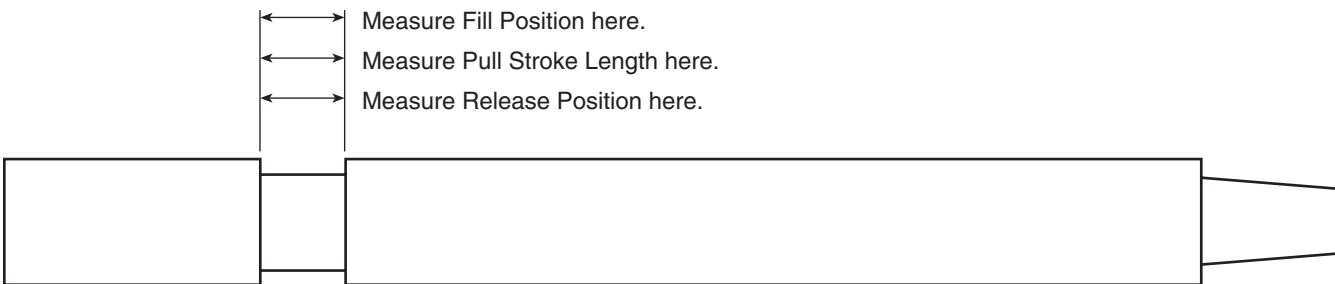 Measure Fill Position here.
Measure Pull Stroke Length here.
Measure Release Position here.